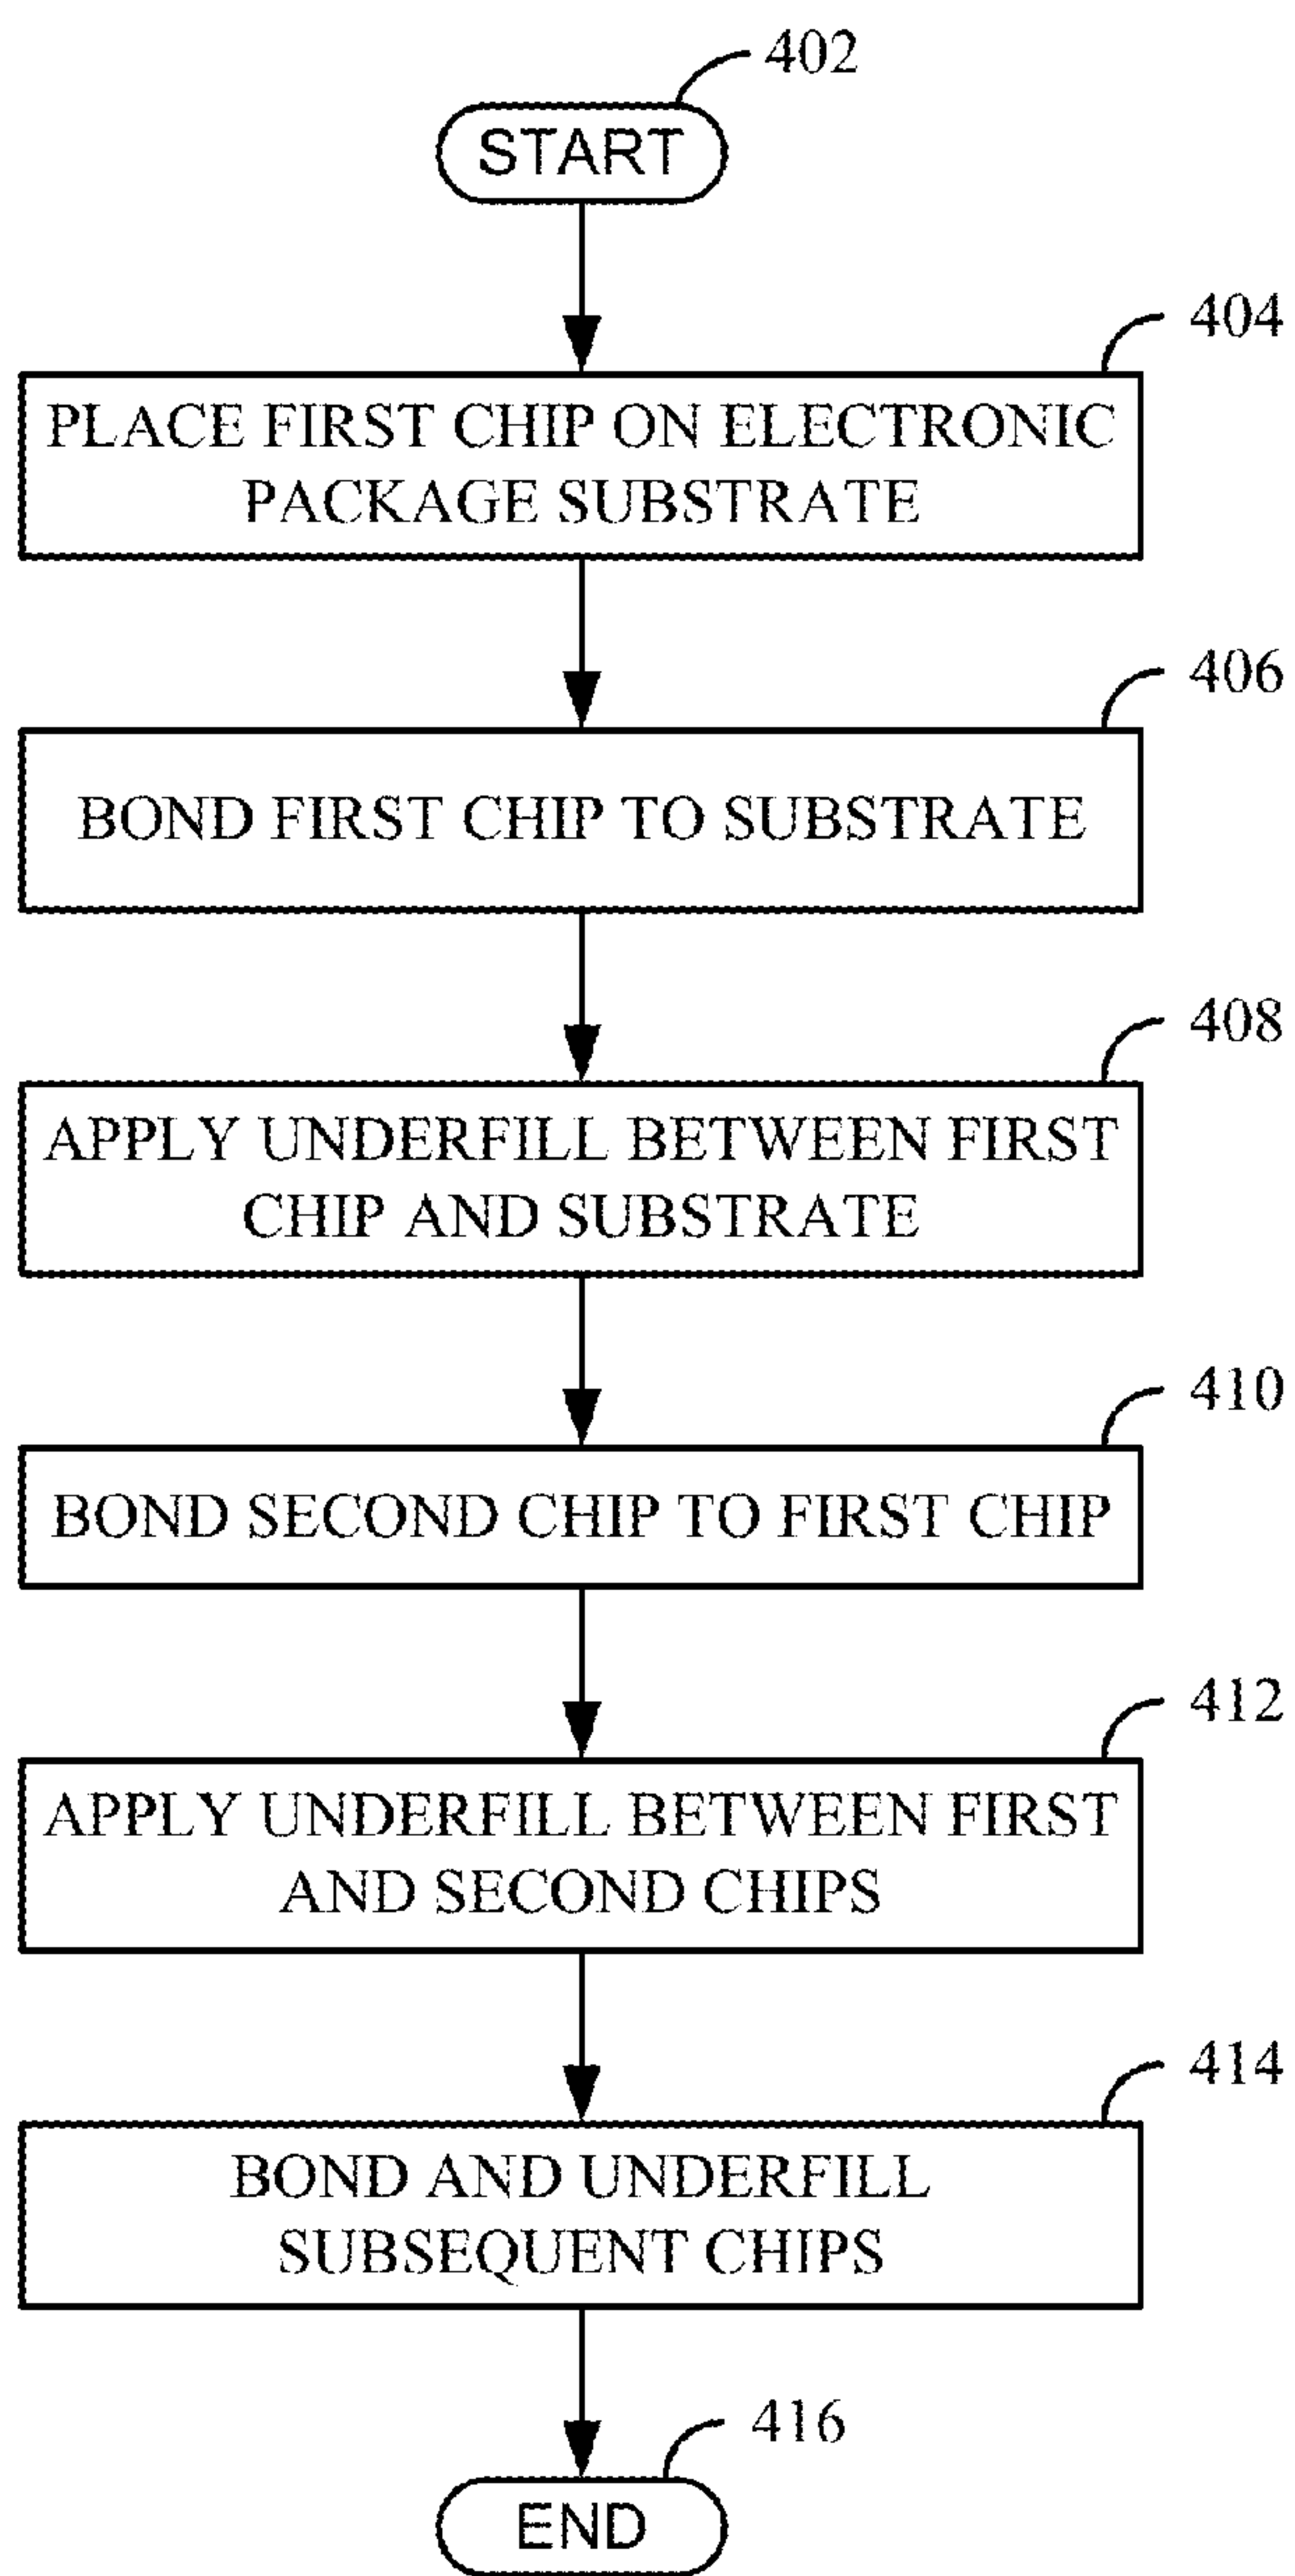 402
START
404
PLACE FIRST CHIP ON ELECTRONIC
PACKAGE SUBSTRATE
406
BOND FIRST CHIP TO SUBSTRATE
408
APPLY UNDERFILL BETWEEN FIRST
CHIP AND SUBSTRATE
410
BOND SECOND CHIP TO FIRST CHIP
412
APPLY UNDERFILL BETWEEN FIRST
AND SECOND CHIPS
414
BOND AND UNDERFILL
SUBSEQUENT CHIPS
416
END